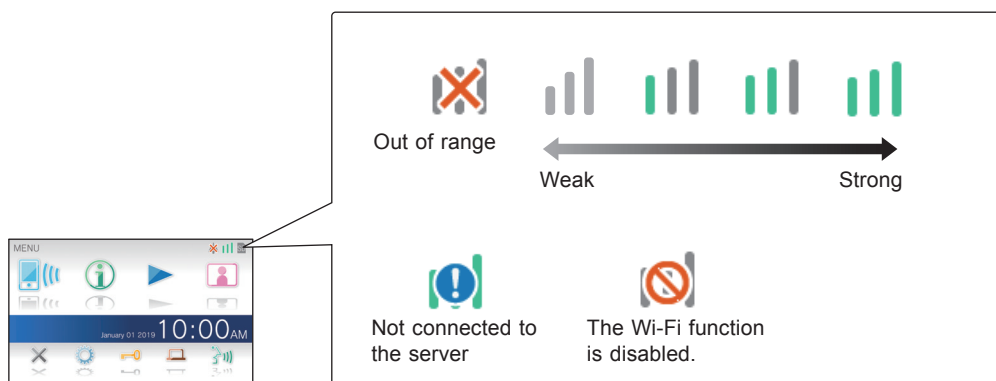 Out of range
Weak
Strong
MENU
January 01 2019 10:00AM
Not connected to
the server
The Wi-Fi function
is disabled.